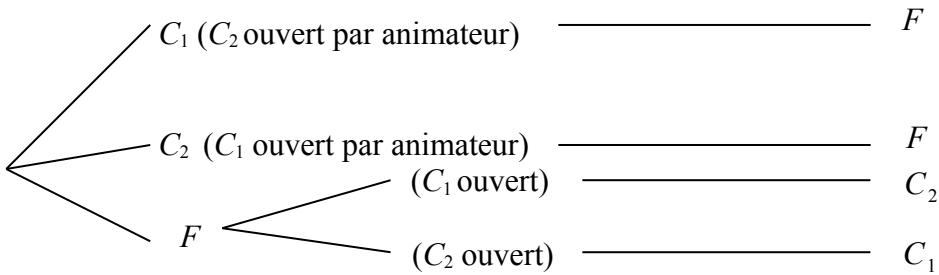 C₁ (C₂ ouvert par animateur) F
C₂ (C₁ ouvert par animateur) F
(C₁ ouvert) C₂
F
(C₂ ouvert) C₁